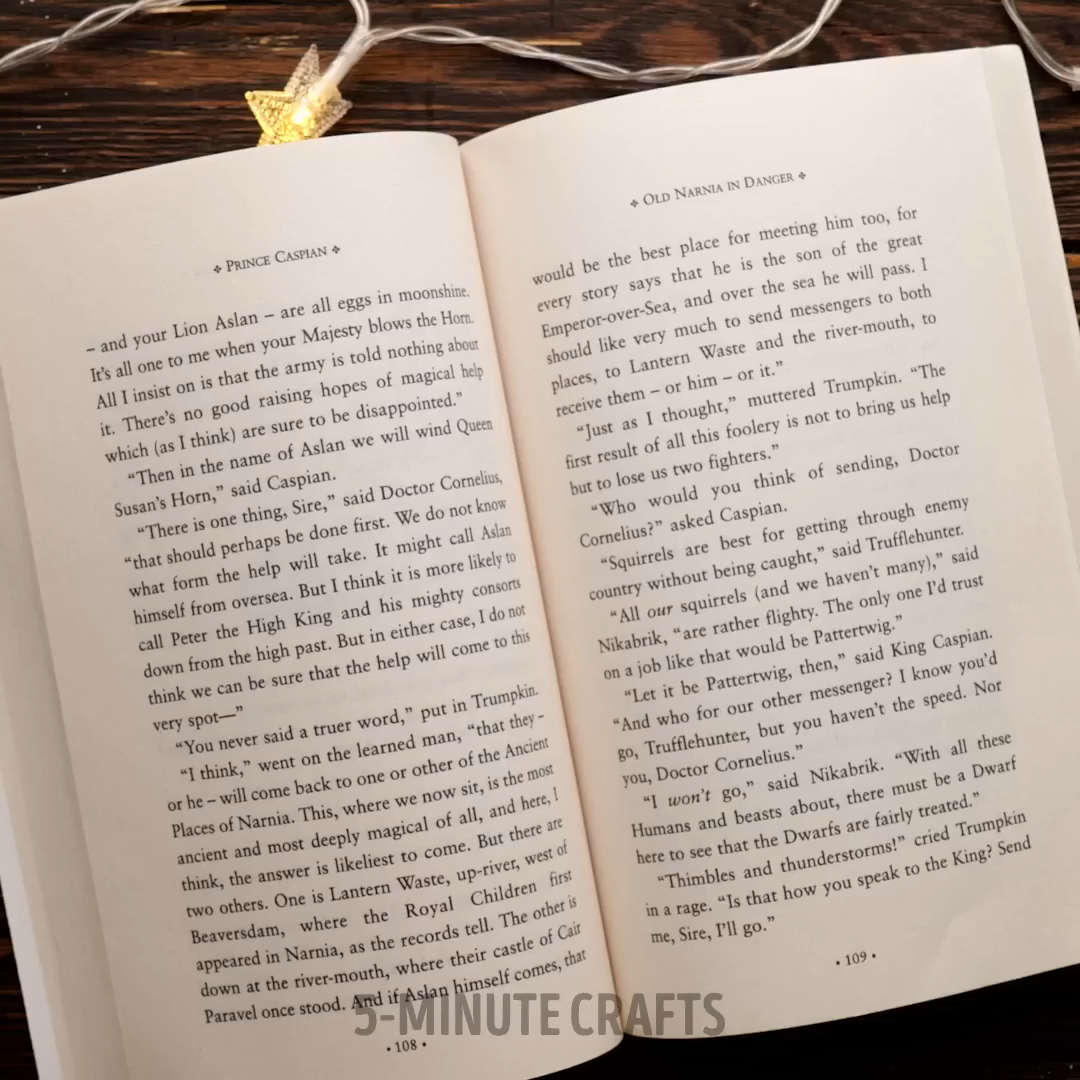 ❖ PRINCE CASPIAN ❖
– and your Lion Aslan – are all eggs in moonshine.
It's all one to me when your Majesty blows the Horn.
All I insist on is that the army is told nothing about
it. There's no good raising hopes of magical help
which (as I think) are sure to be disappointed.”
“Then in the name of Aslan we will wind Queen
Susan's Horn,” said Caspian.
“There is one thing, Sire,” said Doctor Cornelius,
“that should perhaps be done first. We do not know
what form the help will take. It might call Aslan
himself from oversea. But I think it is more likely to
call Peter the High King and his mighty consorts
down from the high past. But in either case, I do not
think we can be sure that the help will come to this
very spot—”
“You never said a truer word,” put in Trumpkin.
“I think,” went on the learned man, “that they –
or he – will come back to one or other of the Ancient
Places of Narnia. This, where we now sit, is the most
ancient and most deeply magical of all, and here, I
think, the answer is likeliest to come. But there are
two others. One is Lantern Waste, up-river, west of
Beaversdam, where the Royal Children first
appeared in Narnia, as the records tell. The other is
down at the river-mouth, where their castle of Cair
Paravel once stood. And if Aslan himself comes, that
• 108 •
❖ OLD NARNIA IN DANGER ❖
would be the best place for meeting him too, for
every story says that he is the son of the great
Emperor-over-Sea, and over the sea he will pass. I
should like very much to send messengers to both
places, to Lantern Waste and the river-mouth, to
receive them – or him – or it.”
“Just as I thought,” muttered Trumpkin. “The
first result of all this foolery is not to bring us help
but to lose us two fighters.”
“Who would you think of sending, Doctor
Cornelius?” asked Caspian.
“Squirrels are best for getting through enemy
country without being caught,” said Trufflehunter.
“All our squirrels (and we haven't many),” said
Nikabrik, “are rather flighty. The only one I'd trust
on a job like that would be Pattertwig.”
“Let it be Pattertwig, then,” said King Caspian.
“And who for our other messenger? I know you'd
go, Trufflehunter, but you haven't the speed. Nor
you, Doctor Cornelius.”
“I won't go,” said Nikabrik. “With all these
Humans and beasts about, there must be a Dwarf
here to see that the Dwarfs are fairly treated.”
“Thimbles and thunderstorms!” cried Trumpkin
in a rage. “Is that how you speak to the King? Send
me, Sire, I'll go.”
• 109 •
5-MINUTE CRAFTS